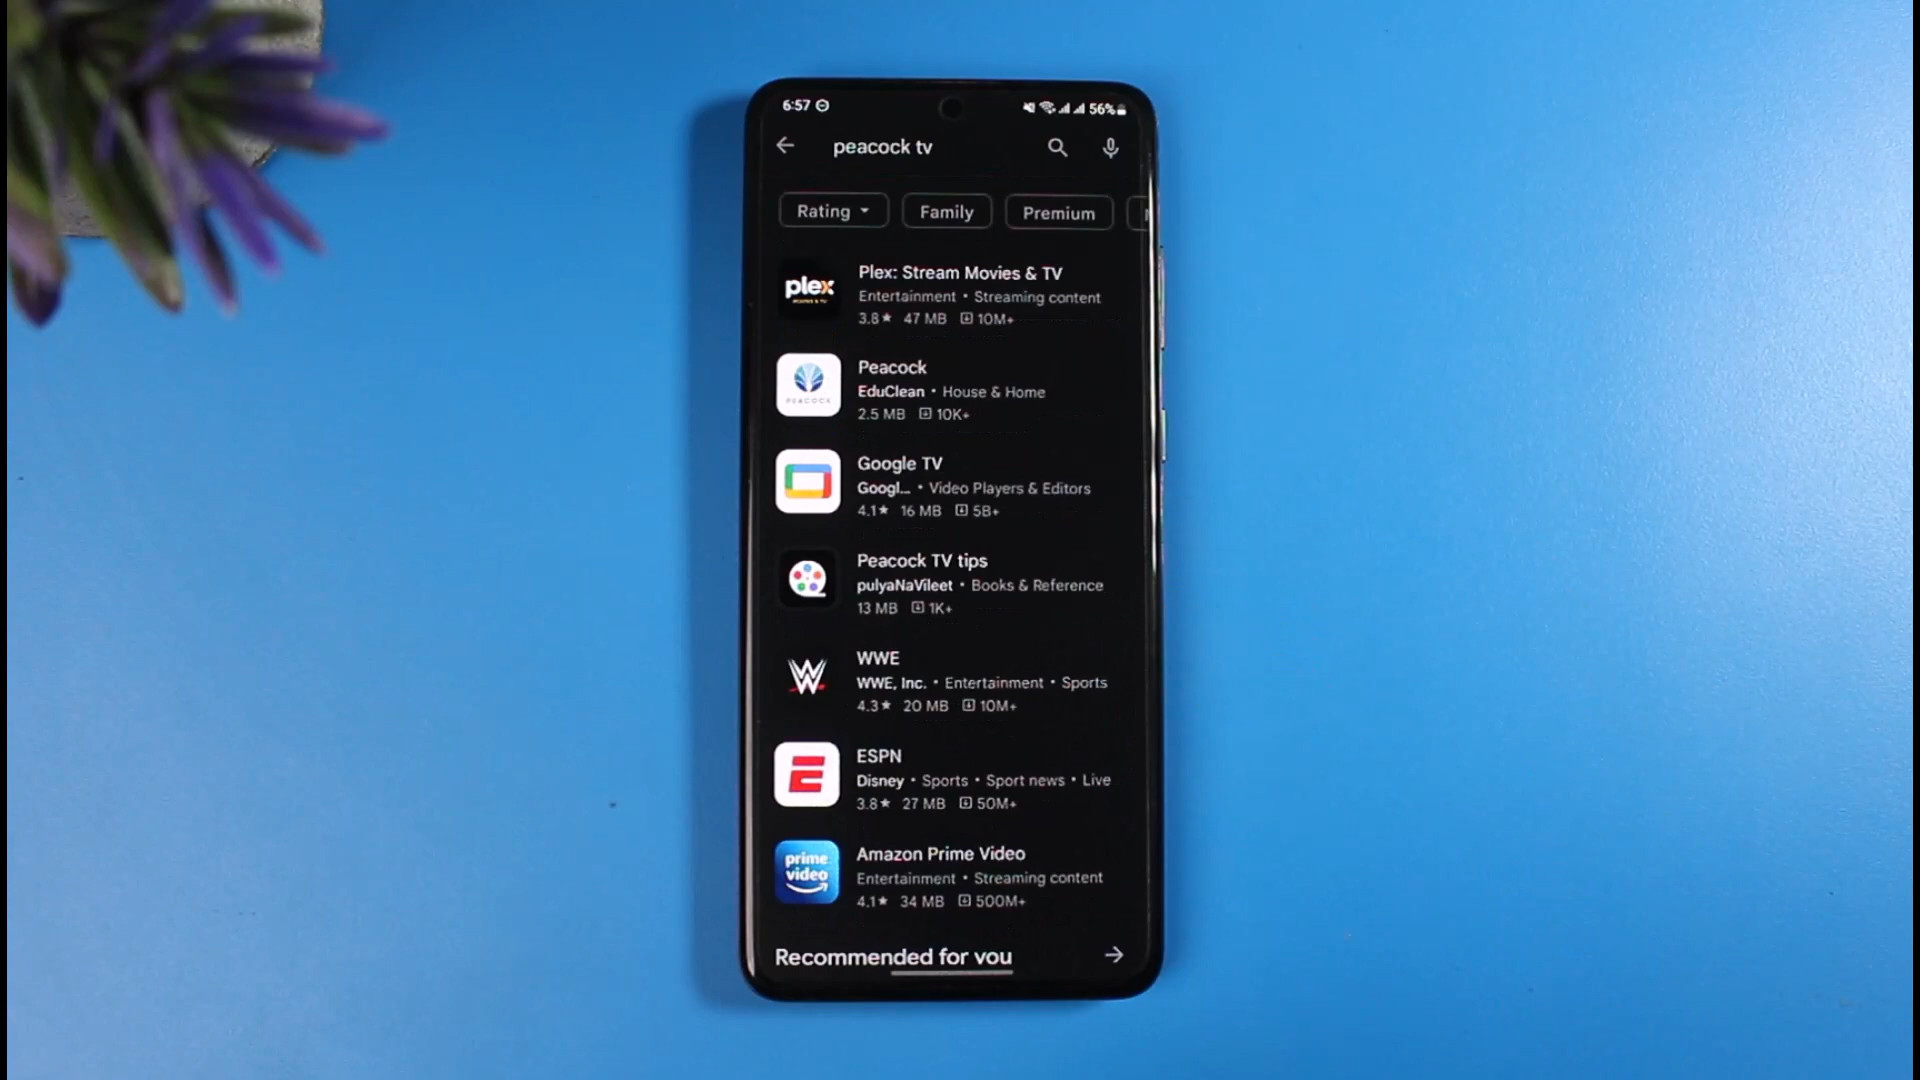 6:57
56%
peacock tv
Rating
Family
Premium
plex
Plex: Stream Movies & TV
Entertainment • Streaming content
3.8★ 47 MB 10M+
PEACOCK
Peacock
EduClean • House & Home
2.5 MB 10K+
Google TV
Googl... • Video Players & Editors
4.1★ 16 MB 5B+
Peacock TV tips
pulyaNaVileet • Books & Reference
13 MB 1K+
W
WWE
WWE, Inc. • Entertainment • Sports
4.3★ 20 MB 10M+
E
ESPN
Disney • Sports • Sport news • Live
3.8★ 27 MB 50M+
prime
video
Amazon Prime Video
Entertainment • Streaming content
4.1★ 34 MB 500M+
Recommended for you